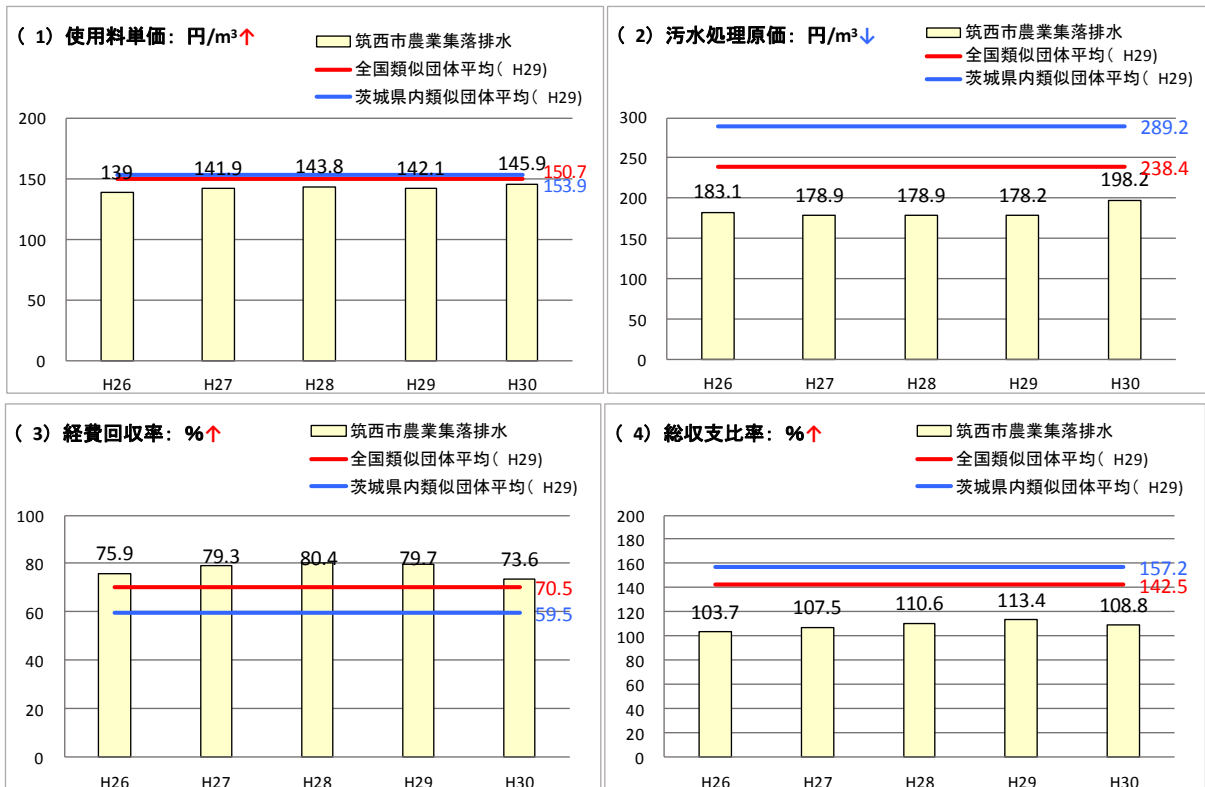 ( 1) 使用料単価: 円/m³↑
筑西市農業集落排水
全国類似団体平均( H29)
茨城県内類似団体平均( H29)
200
150
100
50
0
139
141.9
143.8
142.1
145.9
150.7
153.9
H26
H27
H28
H29
H30
( 2) 汚水処理原価: 円/m³↓
筑西市農業集落排水
全国類似団体平均( H29)
茨城県内類似団体平均( H29)
300
250
200
150
100
50
0
289.2
238.4
183.1
178.9
178.9
178.2
198.2
H26
H27
H28
H29
H30
( 3) 経費回収率: %↑
筑西市農業集落排水
全国類似団体平均( H29)
茨城県内類似団体平均( H29)
100
80
60
40
20
0
75.9
79.3
80.4
79.7
73.6
70.5
59.5
H26
H27
H28
H29
H30
( 4) 総収支比率: %↑
筑西市農業集落排水
全国類似団体平均( H29)
茨城県内類似団体平均( H29)
200
180
160
140
120
100
80
60
40
20
0
157.2
142.5
103.7
107.5
110.6
113.4
108.8
H26
H27
H28
H29
H30